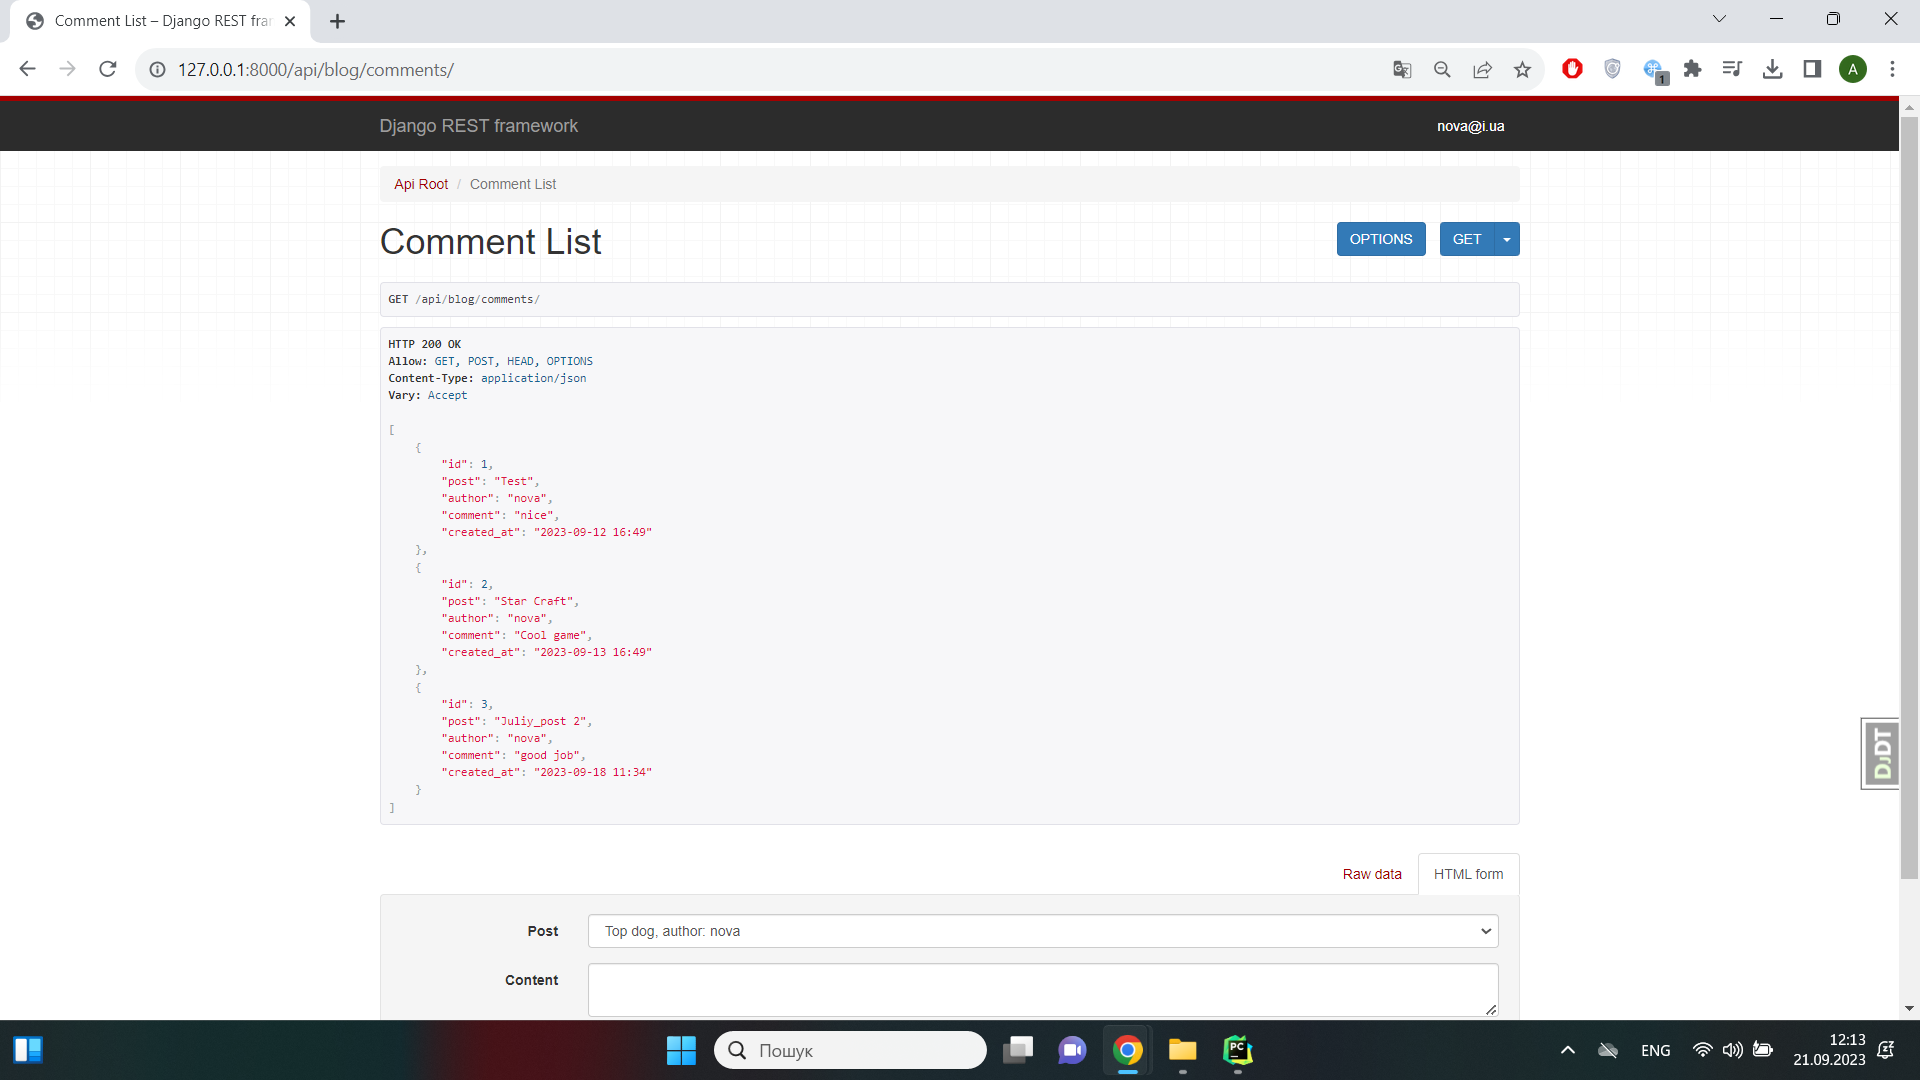 Comment List – Django REST fra
127.0.0.1:8000/api/blog/comments/
1
A
Django REST framework
nova@i.ua
Api Root / Comment List
Comment List
OPTIONS
GET
GET /api/blog/comments/
HTTP 200 OK
Allow: GET, POST, HEAD, OPTIONS
Content-Type: application/json
Vary: Accept
[
    {
        "id": 1,
        "post": "Test",
        "author": "nova",
        "comment": "nice",
        "created_at": "2023-09-12 16:49"
    },
    {
        "id": 2,
        "post": "Star Craft",
        "author": "nova",
        "comment": "Cool game",
        "created_at": "2023-09-13 16:49"
    },
    {
        "id": 3,
        "post": "Juliy_post 2",
        "author": "nova",
        "comment": "good job",
        "created_at": "2023-09-18 11:34"
    }
]
DJDT
Raw data
HTML form
Post
Top dog, author: nova
Content
Пошук
PC
ENG
12:13
21.09.2023